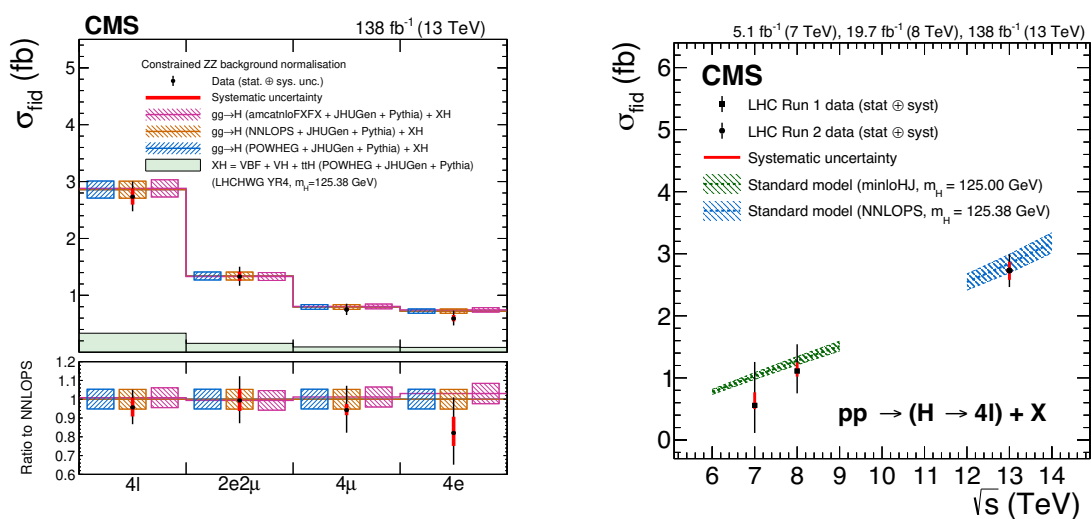 CMS 138 fb⁻¹ (13 TeV)
σfid (fb)
5
4
3
2
1
Constrained ZZ background normalisation
Data (stat. ⊕ sys. unc.)
Systematic uncertainty
gg→H (amcatnloFXFX + JHUGen + Pythia) + XH
gg→H (NNLOPS + JHUGen + Pythia) + XH
gg→H (POWHEG + JHUGen + Pythia) + XH
XH = VBF + VH + ttH (POWHEG + JHUGen + Pythia)
(LHCHWG YR4, mH=125.38 GeV)
Ratio to NNLOPS
1.2
1.1
1.0
0.9
0.8
0.7
0.6
4l 2e2μ 4μ 4e
5.1 fb⁻¹ (7 TeV), 19.7 fb⁻¹ (8 TeV), 138 fb⁻¹ (13 TeV)
σfid (fb)
6
5
4
3
2
1
0
CMS
LHC Run 1 data (stat ⊕ syst)
LHC Run 2 data (stat ⊕ syst)
Systematic uncertainty
Standard model (minloHJ, mH = 125.00 GeV)
Standard model (NNLOPS, mH = 125.38 GeV)
pp → (H → 4l) + X
6 7 8 9 10 11 12 13 14
√s (TeV)